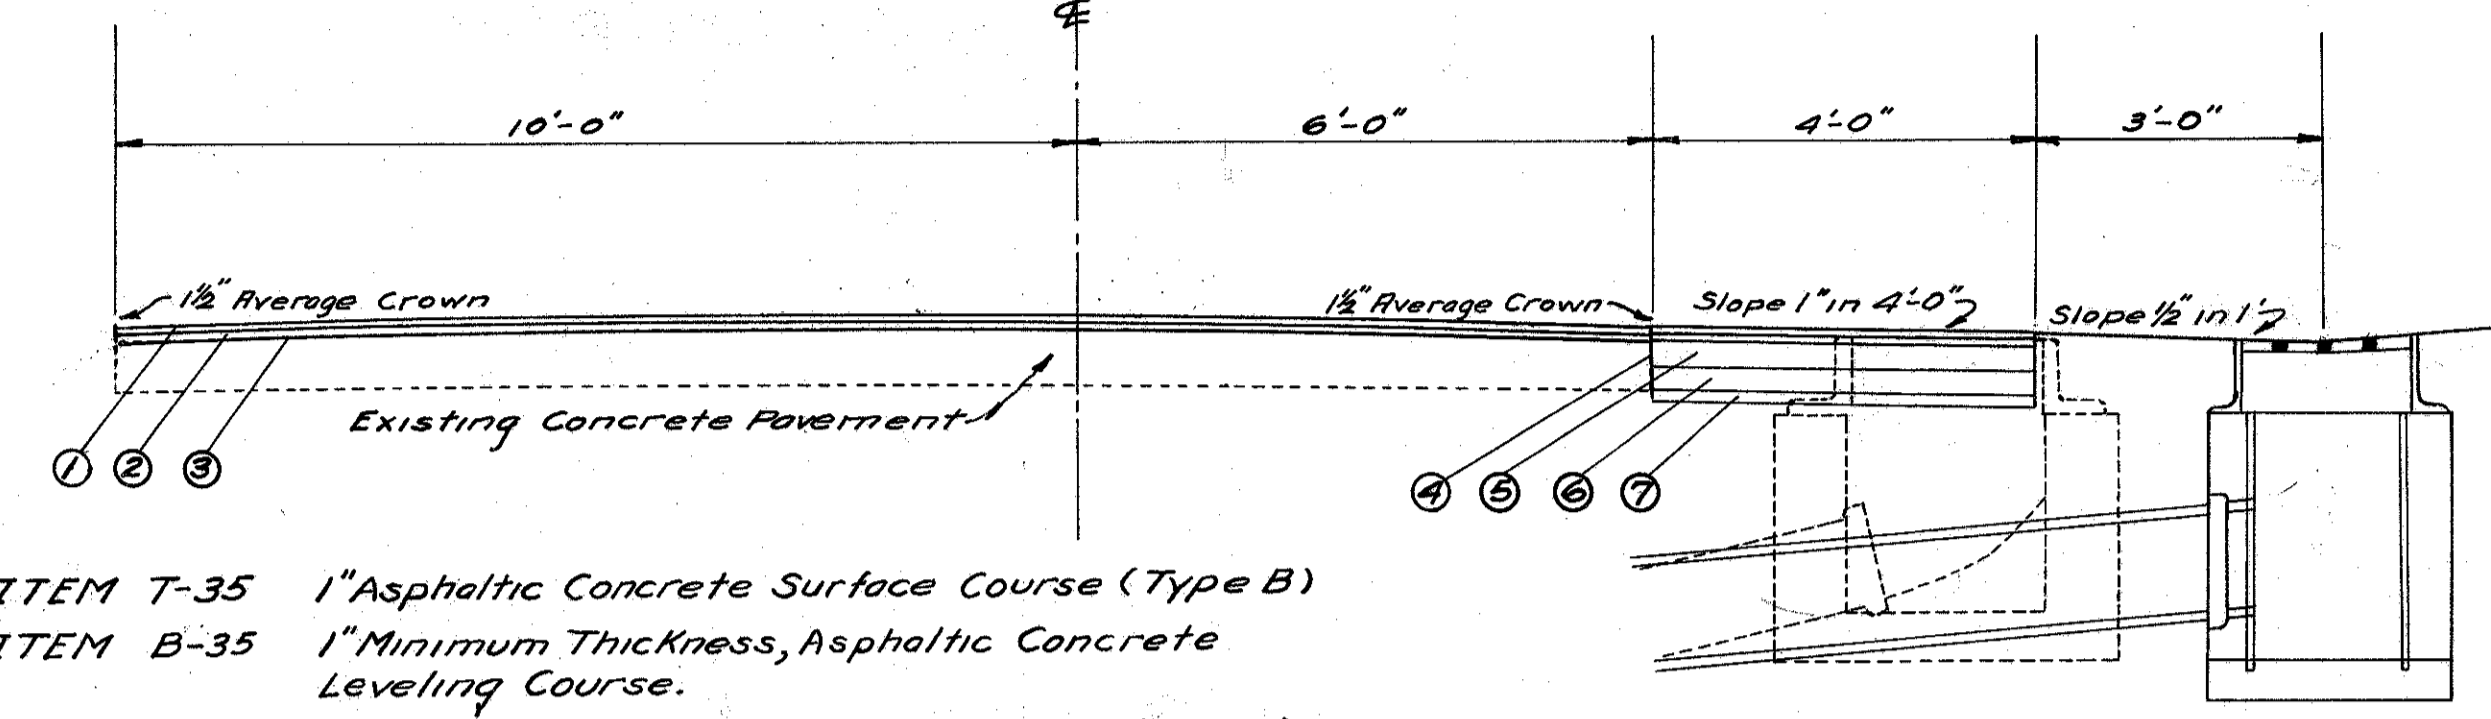 ℄
10'-0" 6'-0" 4'-0" 3'-0"
1½" Average Crown
1½" Average Crown
Slope 1" in 4'-0"
Slope ½" in 1'
Existing Concrete Pavement
1 2 3
4 5 6 7
ITEM T-35 1" Asphaltic Concrete Surface Course (Type B)
ITEM B-35 1" Minimum Thickness, Asphaltic Concrete
Leveling Course.